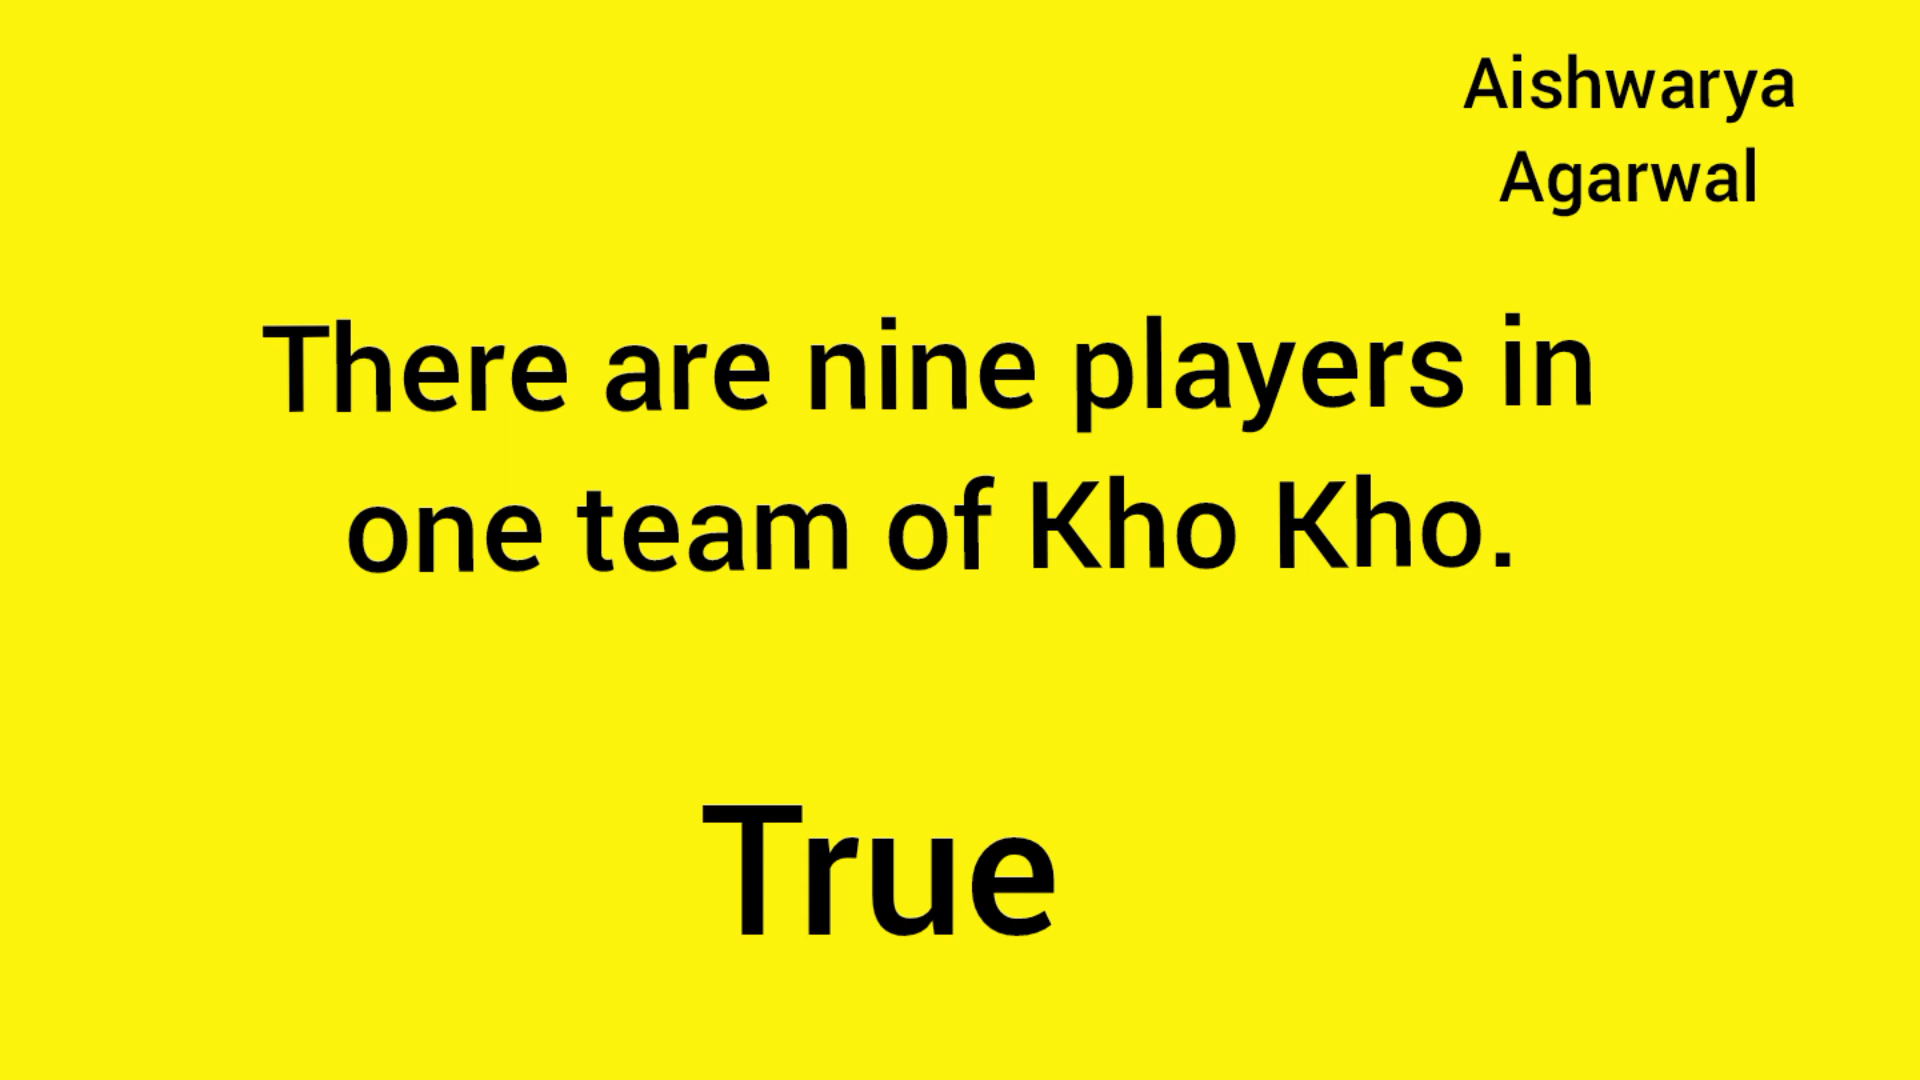 Aishwarya
Agarwal
There are nine players in
one team of Kho Kho.
True